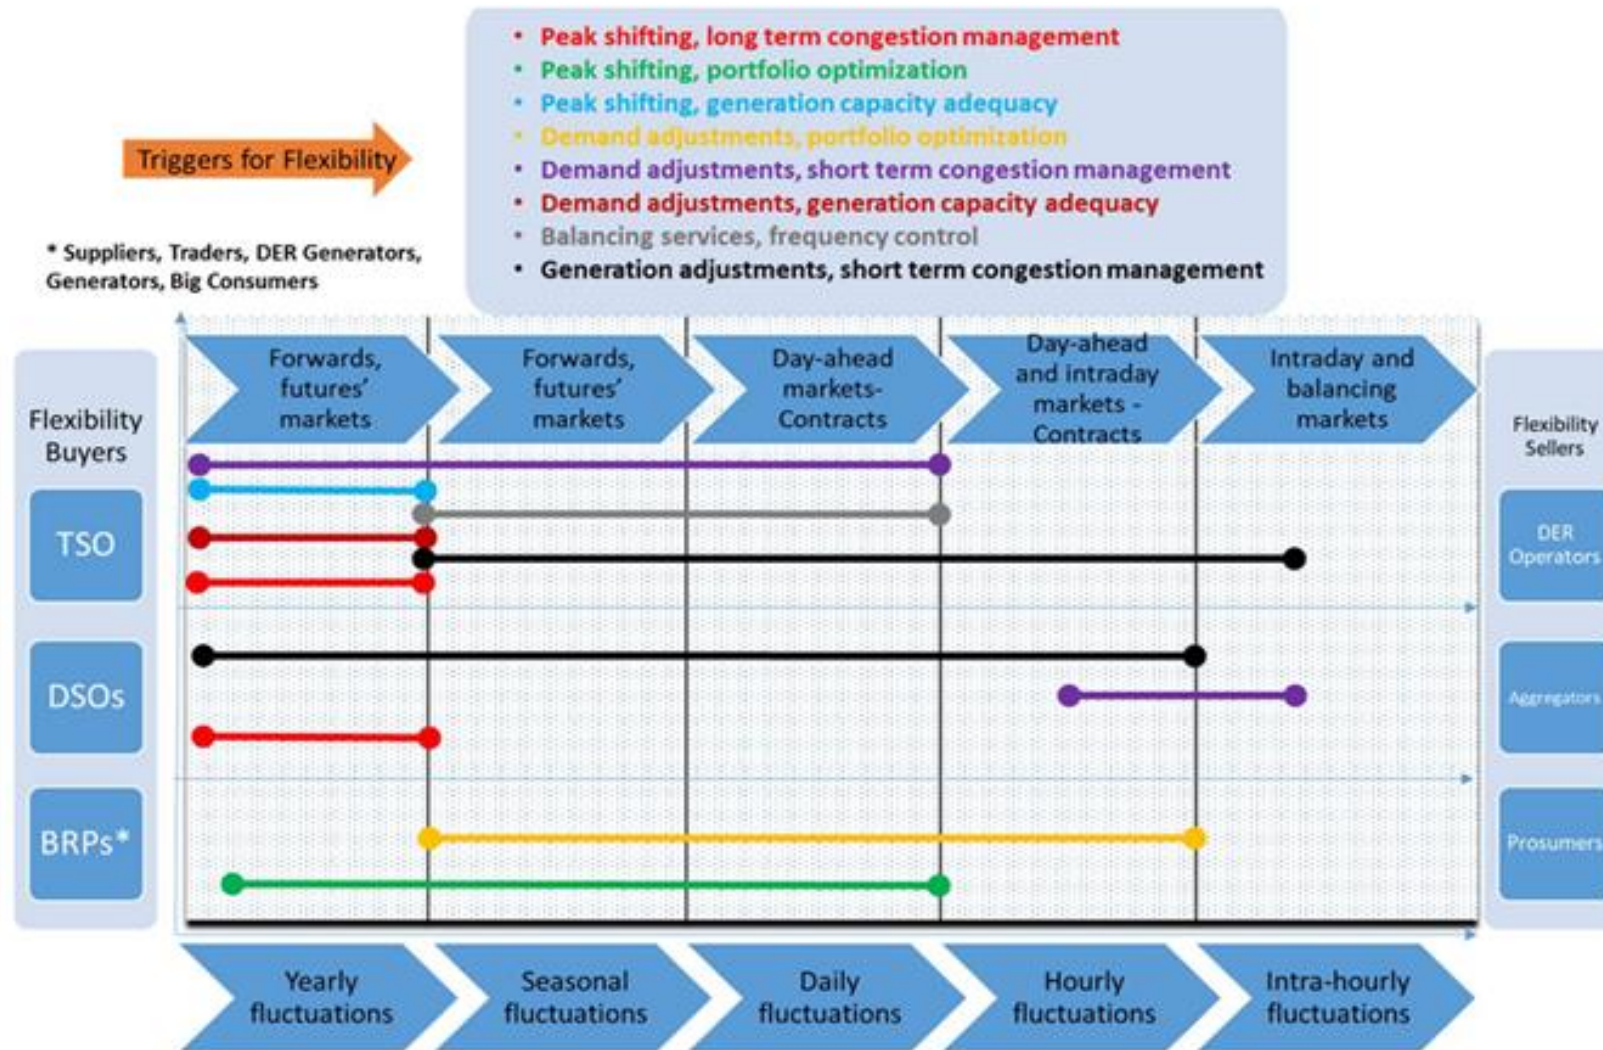 • Peak shifting, long term congestion management
• Peak shifting, portfolio optimization
• Peak shifting, generation capacity adequacy
• Demand adjustments, portfolio optimization
• Demand adjustments, short term congestion management
• Demand adjustments, generation capacity adequacy
• Balancing services, frequency control
• Generation adjustments, short term congestion management
Triggers for Flexibility
* Suppliers, Traders, DER Generators,
Generators, Big Consumers
Forwards,
futures’
markets
Forwards,
futures’
markets
Day-ahead
markets-
Contracts
Day-ahead
and intraday
markets -
Contracts
Intraday and
balancing
markets
Flexibility
Buyers
TSO
DSOs
BRPs*
Flexibility
Sellers
DER
Operators
Aggregators
Prosumers
Yearly
fluctuations
Seasonal
fluctuations
Daily
fluctuations
Hourly
fluctuations
Intra-hourly
fluctuations